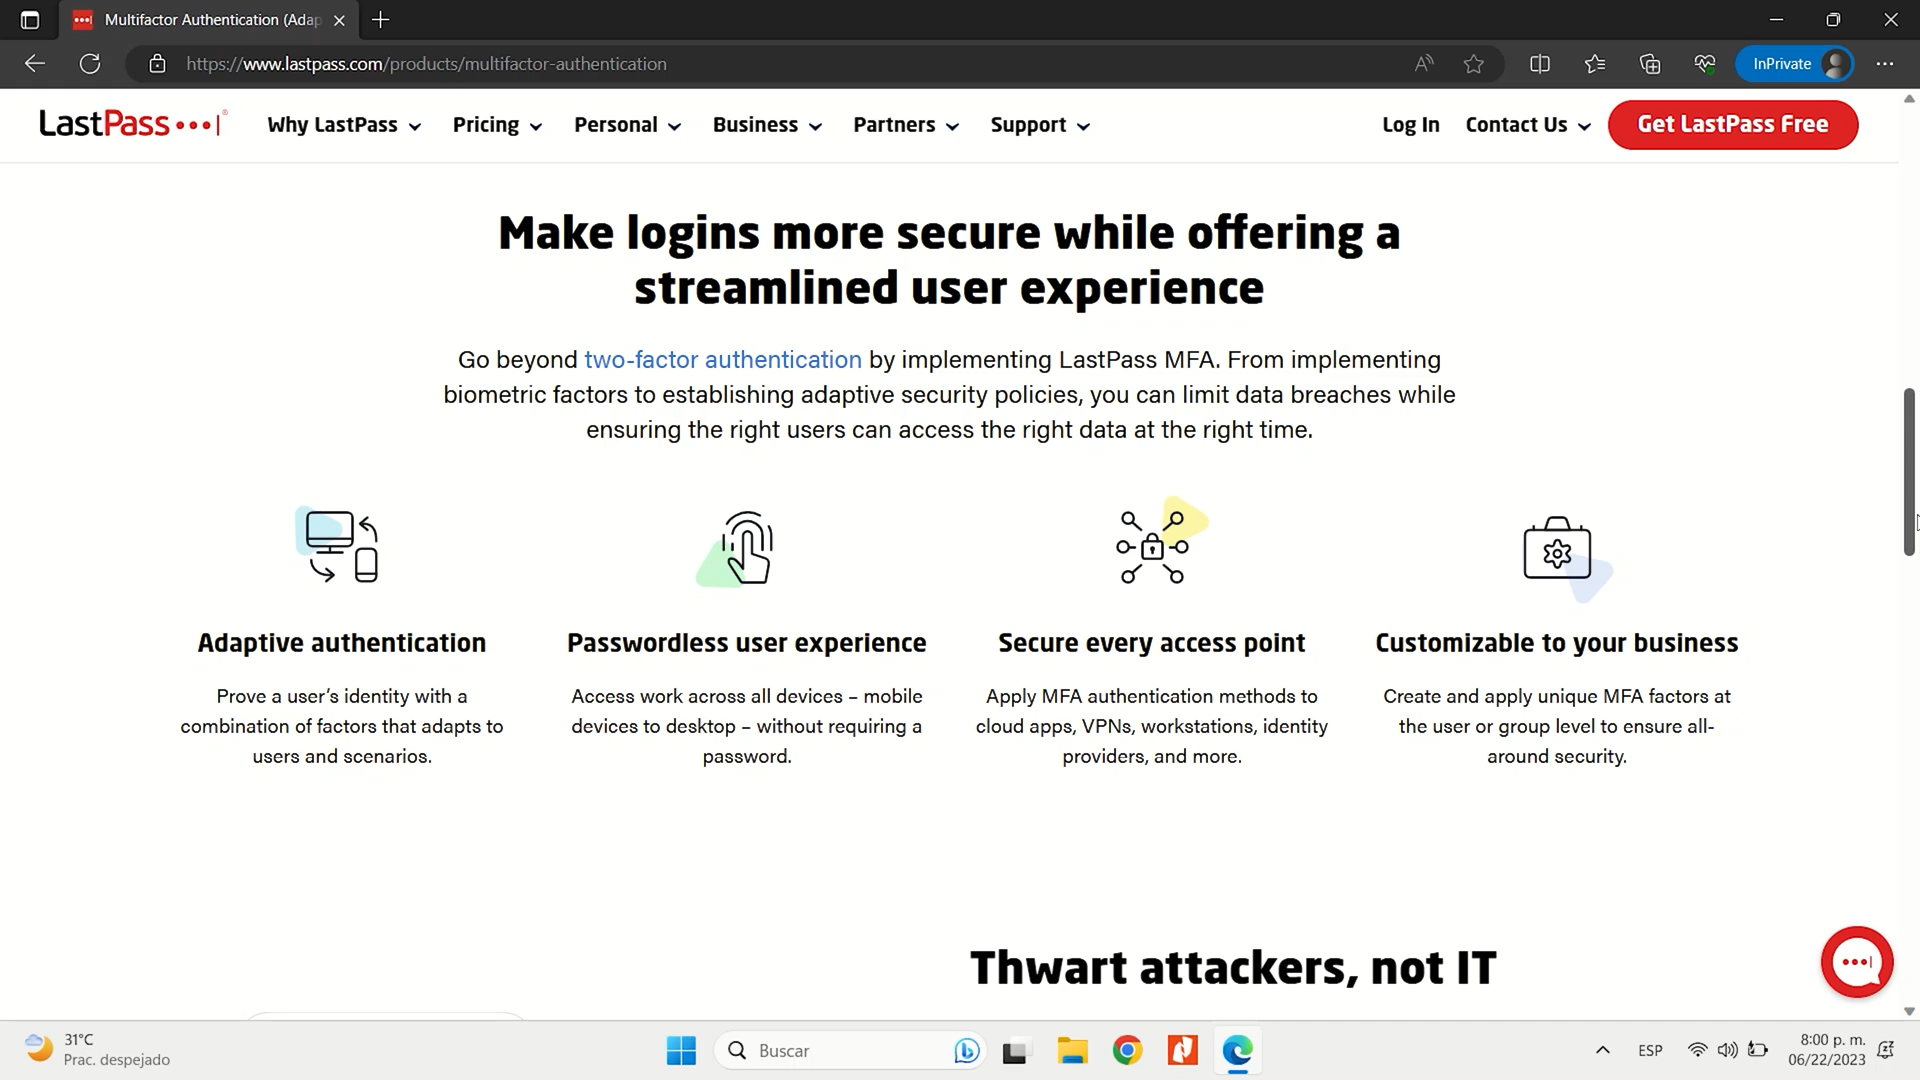 Multifactor Authentication (Adap
https://www.lastpass.com/products/multifactor-authentication
InPrivate
LastPass
Why LastPass
Pricing
Personal
Business
Partners
Support
Log In
Contact Us
Get LastPass Free
Make logins more secure while offering a
streamlined user experience
Go beyond two-factor authentication by implementing LastPass MFA. From implementing
biometric factors to establishing adaptive security policies, you can limit data breaches while
ensuring the right users can access the right data at the right time.
Adaptive authentication
Prove a user’s identity with a
combination of factors that adapts to
users and scenarios.
Passwordless user experience
Access work across all devices – mobile
devices to desktop – without requiring a
password.
Secure every access point
Apply MFA authentication methods to
cloud apps, VPNs, workstations, identity
providers, and more.
Customizable to your business
Create and apply unique MFA factors at
the user or group level to ensure all-
around security.
Thwart attackers, not IT
31°C
Prac. despejado
Buscar
ESP
8:00 p. m.
06/22/2023